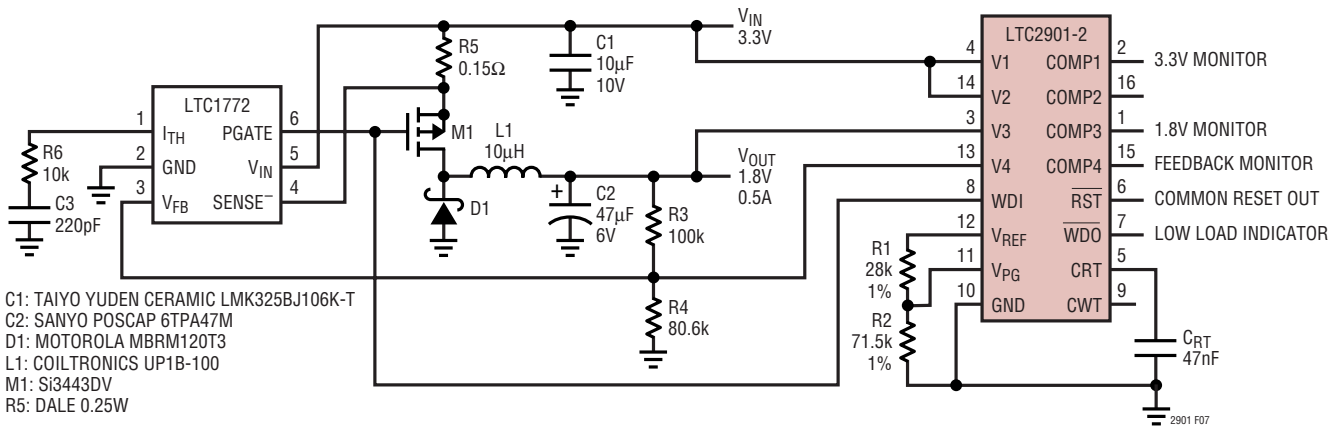 LTC1772
1
2
3
I_TH
GND
V_FB
PGATE
V_IN
SENSE–
6
5
4
R6
10k
C3
220pF
R5
0.15Ω
M1
L1
10µH
D1
C1
10µF
10V
V_IN
3.3V
V_OUT
1.8V
0.5A
+
C2
47µF
6V
R3
100k
R4
80.6k
LTC2901-2
4
14
3
13
8
12
11
10
V1
V2
V3
V4
WDI
V_REF
V_PG
GND
COMP1
COMP2
COMP3
COMP4
RST
WDO
CRT
CWT
2
16
1
15
6
7
5
9
3.3V MONITOR
1.8V MONITOR
FEEDBACK MONITOR
COMMON RESET OUT
LOW LOAD INDICATOR
R1
28k
1%
R2
71.5k
1%
C_RT
47nF
C1: TAIYO YUDEN CERAMIC LMK325BJ106K-T
C2: SANYO POSCAP 6TPA47M
D1: MOTOROLA MBRM120T3
L1: COILTRONICS UP1B-100
M1: Si3443DV
R5: DALE 0.25W
2901 F07